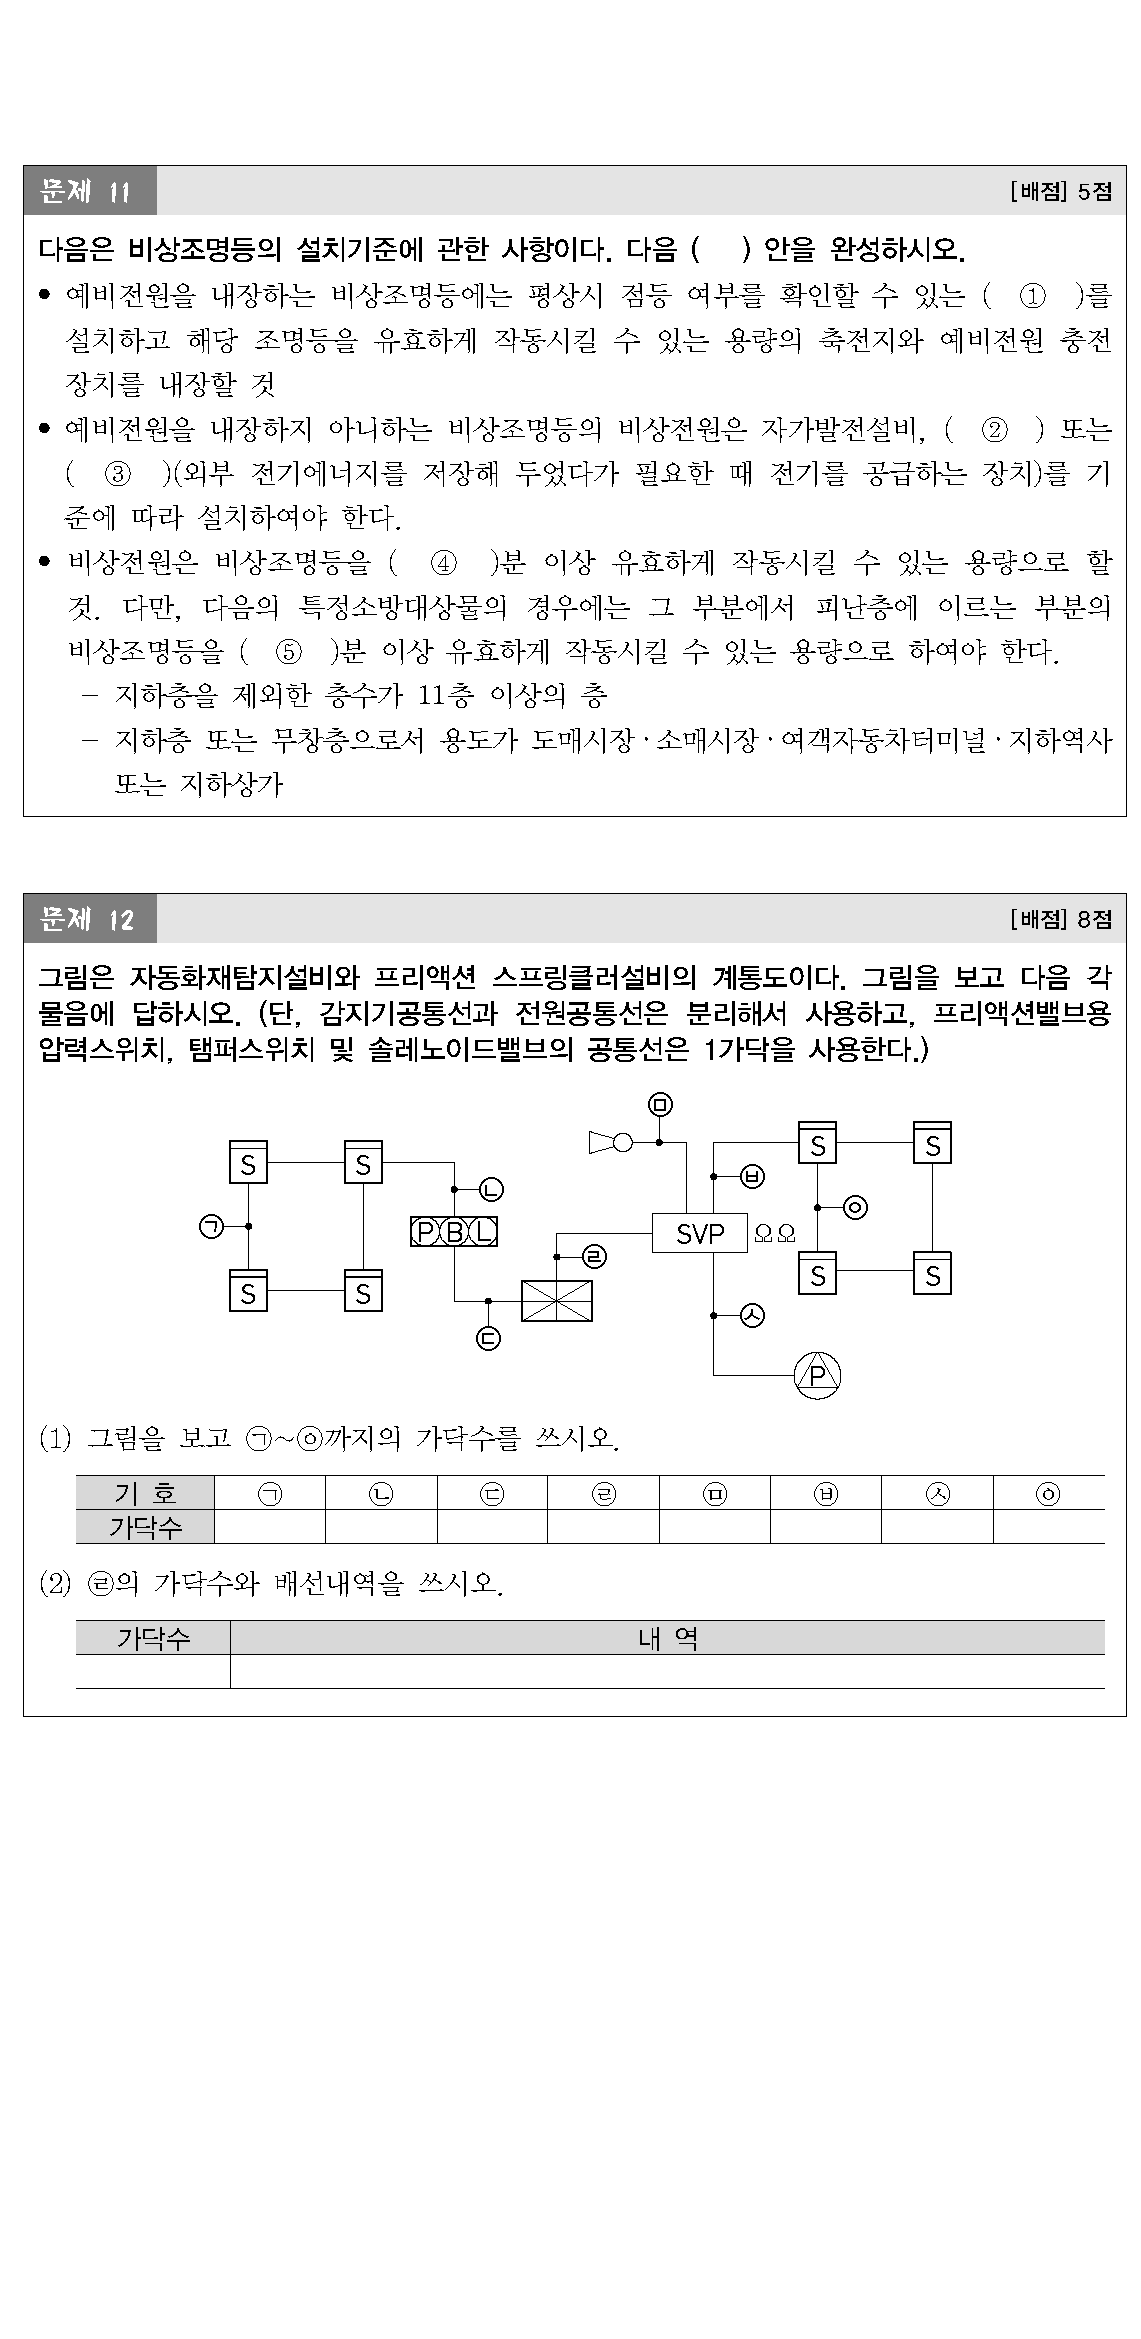 문제 11 [배점] 5점
다음은 비상조명등의 설치기준에 관한 사항이다. 다음 (    ) 안을 완성하시오.
● 예비전원을 내장하는 비상조명등에는 평상시 점등 여부를 확인할 수 있는 (  ①  )를
설치하고 해당 조명등을 유효하게 작동시킬 수 있는 용량의 축전지와 예비전원 충전
장치를 내장할 것
● 예비전원을 내장하지 아니하는 비상조명등의 비상전원은 자가발전설비, (  ②  ) 또는
(  ③  )(외부 전기에너지를 저장해 두었다가 필요한 때 전기를 공급하는 장치)를 기
준에 따라 설치하여야 한다.
● 비상전원은 비상조명등을 (  ④  )분 이상 유효하게 작동시킬 수 있는 용량으로 할
것. 다만, 다음의 특정소방대상물의 경우에는 그 부분에서 피난층에 이르는 부분의
비상조명등을 (  ⑤  )분 이상 유효하게 작동시킬 수 있는 용량으로 하여야 한다.
– 지하층을 제외한 층수가 11층 이상의 층
– 지하층 또는 무창층으로서 용도가 도매시장·소매시장·여객자동차터미널·지하역사
또는 지하상가
문제 12 [배점] 8점
그림은 자동화재탐지설비와 프리액션 스프링클러설비의 계통도이다. 그림을 보고 다음 각
물음에 답하시오. (단, 감지기공통선과 전원공통선은 분리해서 사용하고, 프리액션밸브용
압력스위치, 탬퍼스위치 및 솔레노이드밸브의 공통선은 1가닥을 사용한다.)
㉤
S S S S
㉡ ㉥
㉠ ㉧
P B L SVP Ω Ω
㉣
S S S S
㉦
㉢
P
(1) 그림을 보고 ㉠~㉧까지의 가닥수를 쓰시오.
기 호 ㉠ ㉡ ㉢ ㉣ ㉤ ㉥ ㉦ ㉧
가닥수
(2) ㉣의 가닥수와 배선내역을 쓰시오.
가닥수 내 역